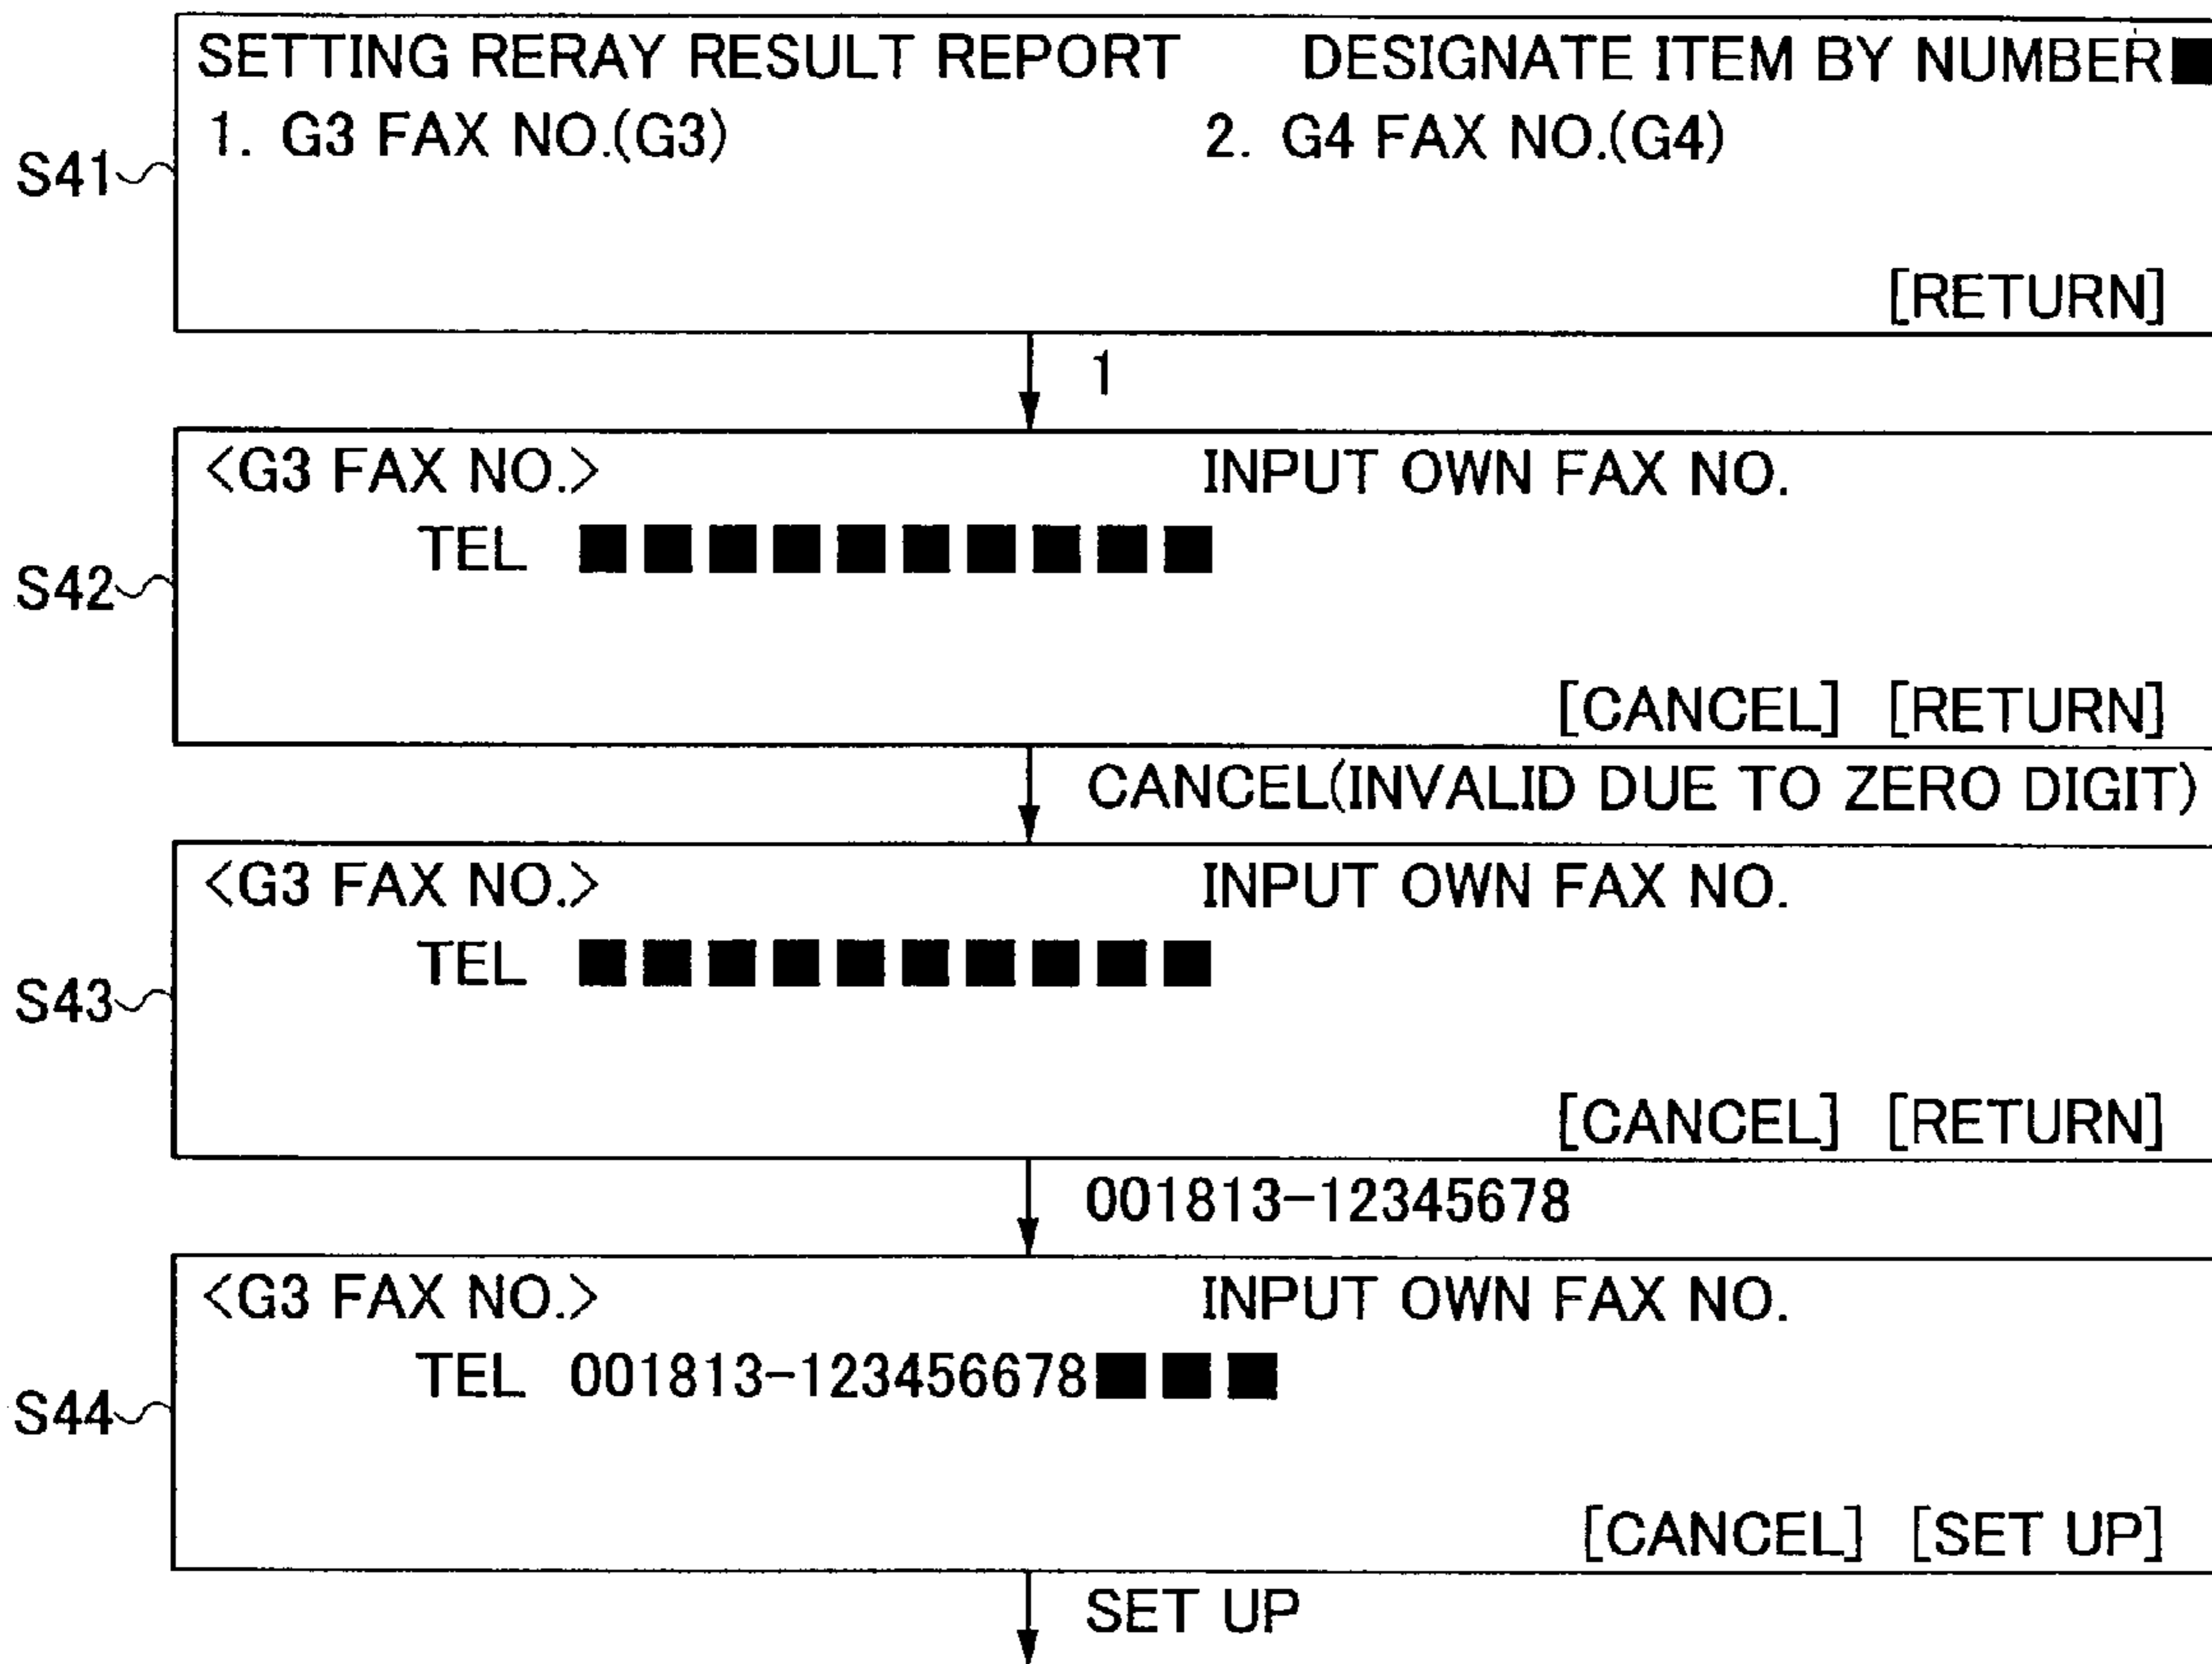 SETTING RERAY RESULT REPORT DESIGNATE ITEM BY NUMBER
1. G3 FAX NO.(G3) 2. G4 FAX NO.(G4)
S41
[RETURN]
1
<G3 FAX NO.> INPUT OWN FAX NO.
TEL
S42
[CANCEL] [RETURN]
CANCEL(INVALID DUE TO ZERO DIGIT)
<G3 FAX NO.> INPUT OWN FAX NO.
TEL
S43
[CANCEL] [RETURN]
001813-12345678
<G3 FAX NO.> INPUT OWN FAX NO.
TEL 001813-123456678
S44
[CANCEL] [SET UP]
SET UP